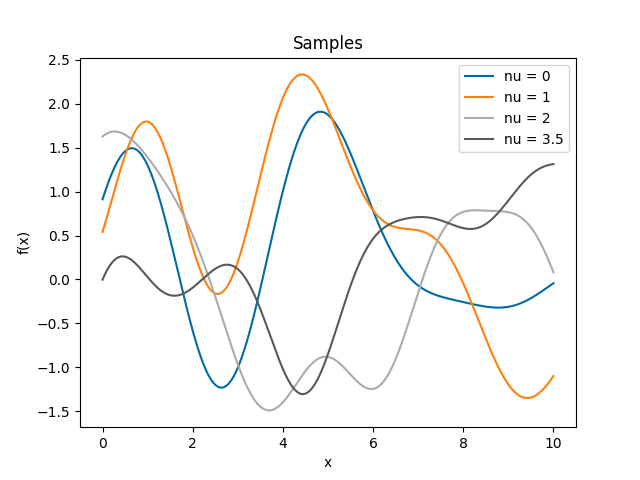 Samples
f(x)
2.5
2.0
1.5
1.0
0.5
0.0
−0.5
−1.0
−1.5
nu = 0
nu = 1
nu = 2
nu = 3.5
0 2 4 6 8 10
x